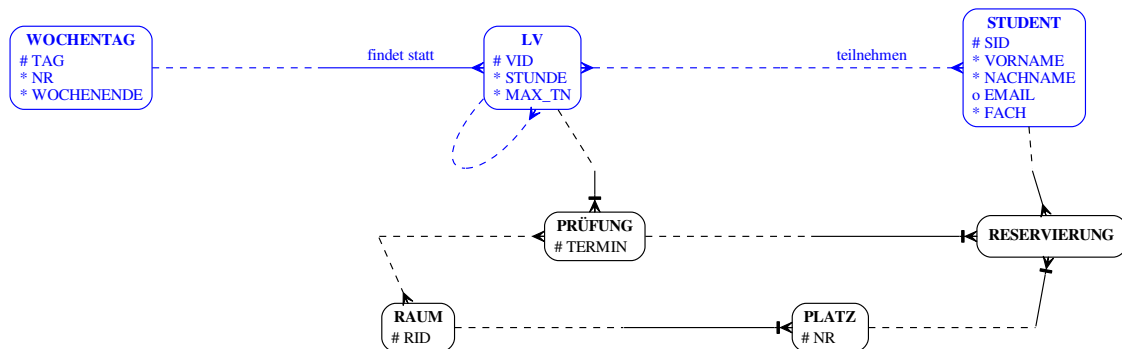 WOCHENTAG
# TAG
* NR
* WOCHENENDE
findet statt
LV
# VID
* STUNDE
* MAX_TN
teilnehmen
STUDENT
# SID
* VORNAME
* NACHNAME
o EMAIL
* FACH
PRÜFUNG
# TERMIN
RESERVIERUNG
RAUM
# RID
PLATZ
# NR